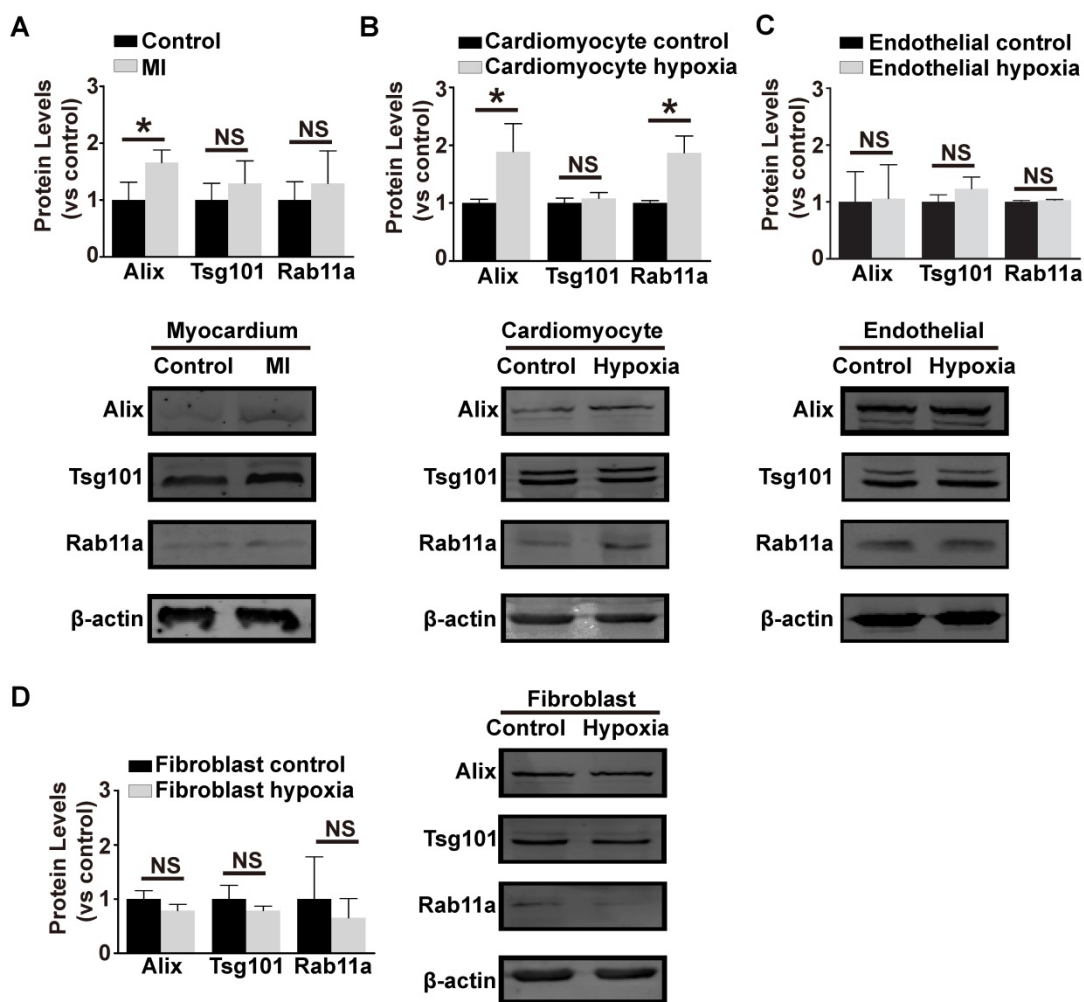 A
Control
MI
Protein Levels
(vs control)
3
2
1
0
*
NS
NS
Alix Tsg101 Rab11a
Myocardium
Control MI
Alix
Tsg101
Rab11a
β-actin
B
Cardiomyocyte control
Cardiomyocyte hypoxia
Protein Levels
(vs control)
3
2
1
0
*
NS
*
Alix Tsg101 Rab11a
Cardiomyocyte
Control Hypoxia
Alix
Tsg101
Rab11a
β-actin
C
Endothelial control
Endothelial hypoxia
Protein Levels
(vs control)
3
2
1
0
NS
NS
NS
Alix Tsg101 Rab11a
Endothelial
Control Hypoxia
Alix
Tsg101
Rab11a
β-actin
D
Fibroblast control
Fibroblast hypoxia
Protein Levels
(vs control)
3
2
1
0
NS
NS
NS
Alix Tsg101 Rab11a
Fibroblast
Control Hypoxia
Alix
Tsg101
Rab11a
β-actin